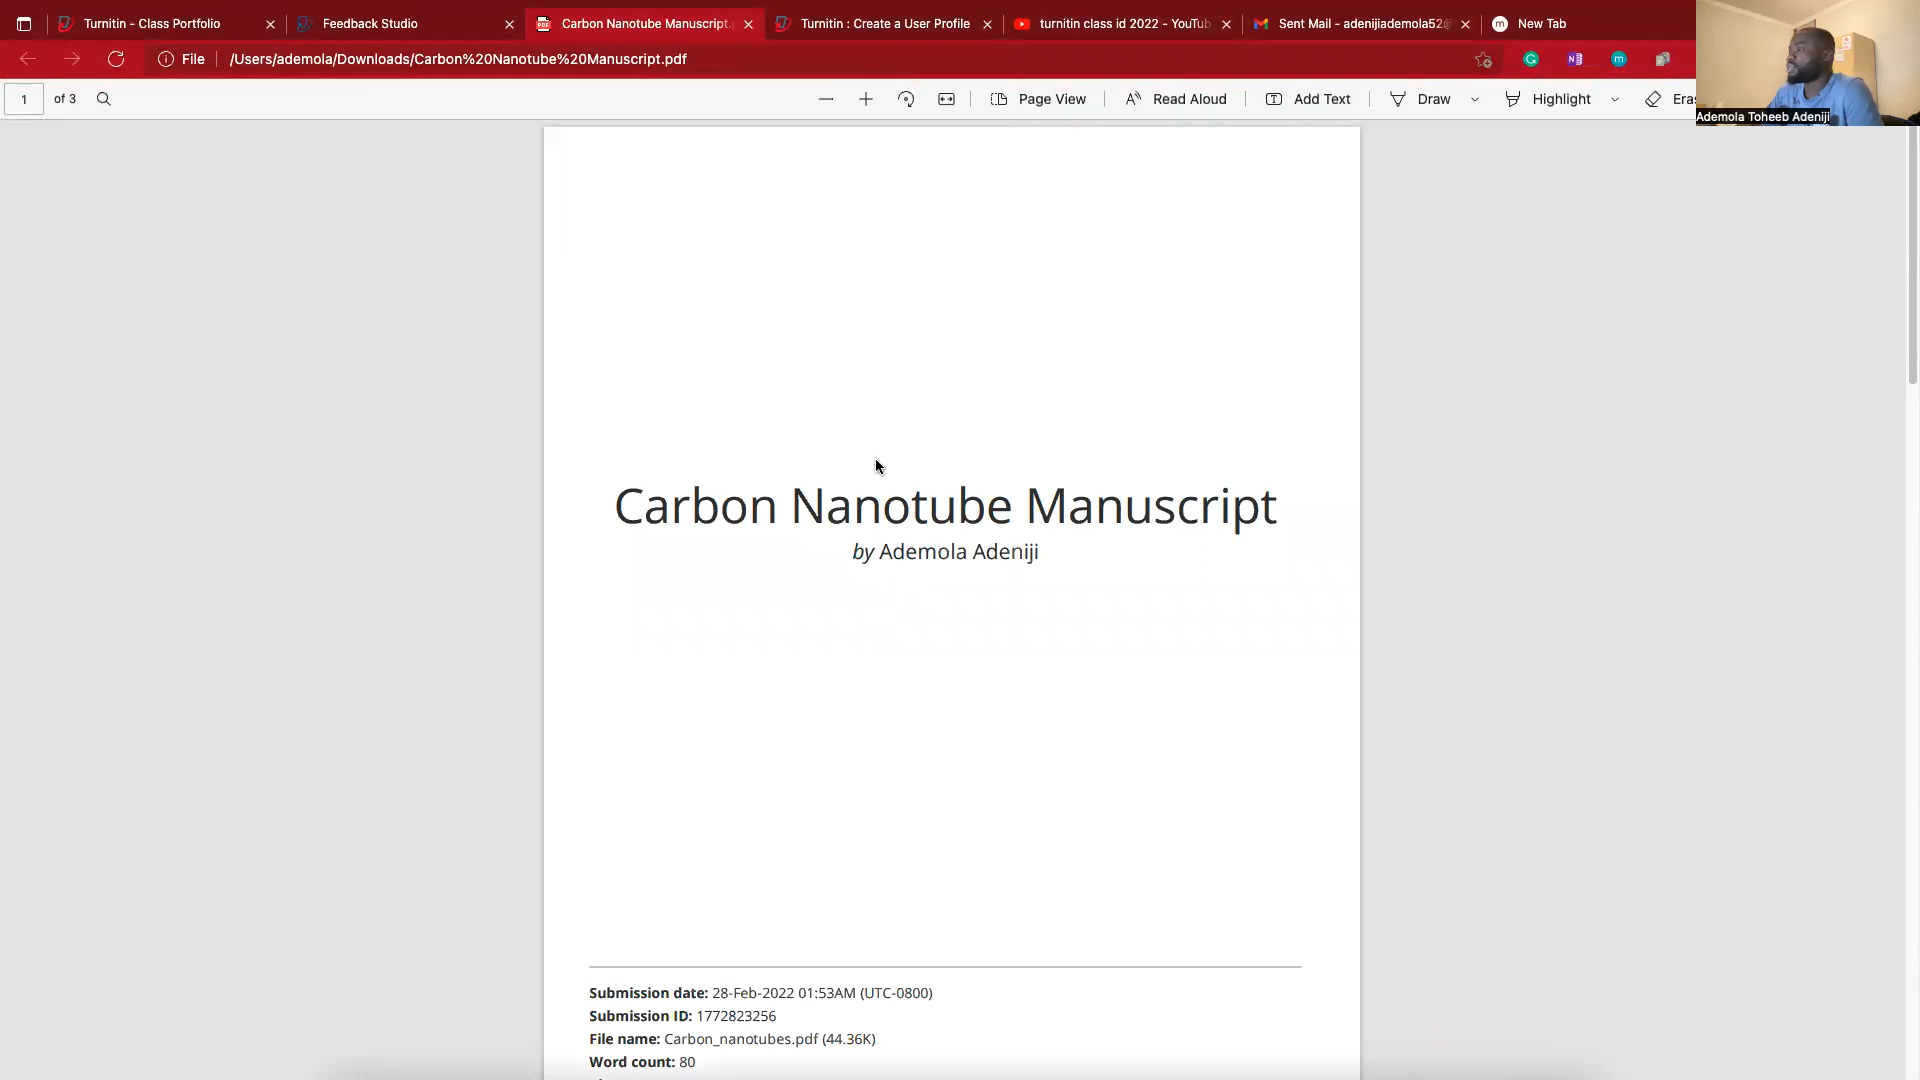 Turnitin - Class Portfolio
Feedback Studio
Carbon Nanotube Manuscript.
Turnitin : Create a User Profile
turnitin class id 2022 - YouTub
Sent Mail - adenijiademola52@
m New Tab
File /Users/ademola/Downloads/Carbon%20Nanotube%20Manuscript.pdf
1 of 3
Page View
Read Aloud
Add Text
Draw
Highlight
Eras
Ademola Toheeb Adeniji
Carbon Nanotube Manuscript
by Ademola Adeniji
Submission date: 28-Feb-2022 01:53AM (UTC-0800)
Submission ID: 1772823256
File name: Carbon_nanotubes.pdf (44.36K)
Word count: 80